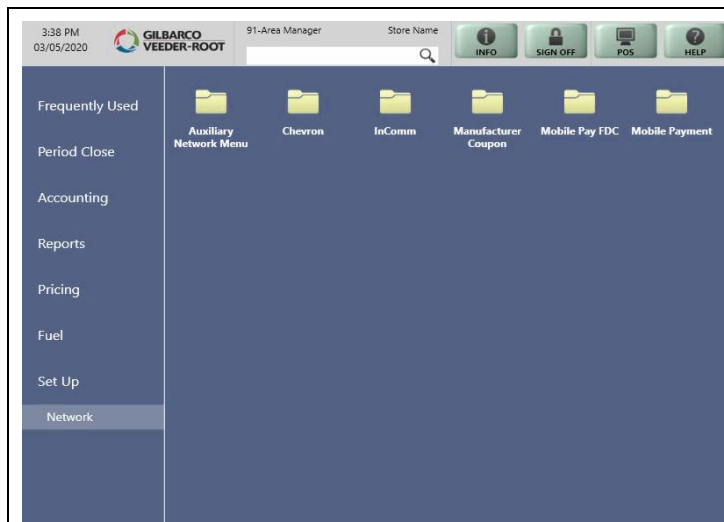 3:38 PM
03/05/2020
GILBARCO
VEEDER-ROOT
91-Area Manager
Store Name
INFO
SIGN OFF
POS
HELP
Frequently Used
Period Close
Accounting
Reports
Pricing
Fuel
Set Up
Network
Auxiliary
Network Menu
Chevron
InComm
Manufacturer
Coupon
Mobile Pay FDC
Mobile Payment